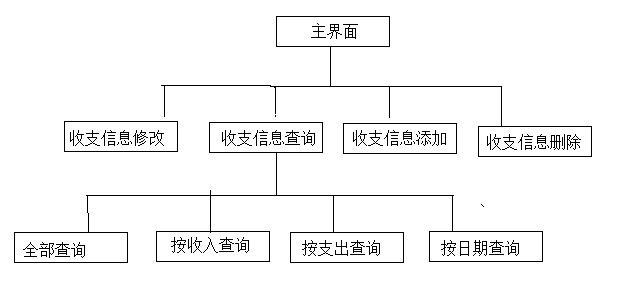 主界面
收支信息修改
收支信息查询
收支信息添加
收支信息删除
全部查询
按收入查询
按支出查询
按日期查询